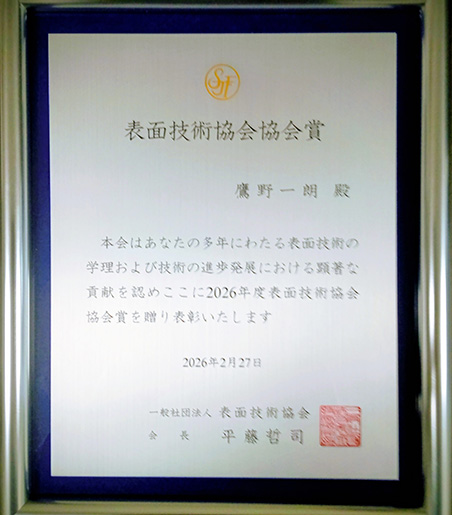 SJF
表面技術協会協会賞
鷹野一朗 殿
本会はあなたの多年にわたる表面技術の
学理および技術の進歩発展における顕著な
貢献を認めここに2026年度表面技術協会
協会賞を贈り表彰いたします
2026年2月27日
一般社団法人 表面技術協会
会 長 平藤哲司